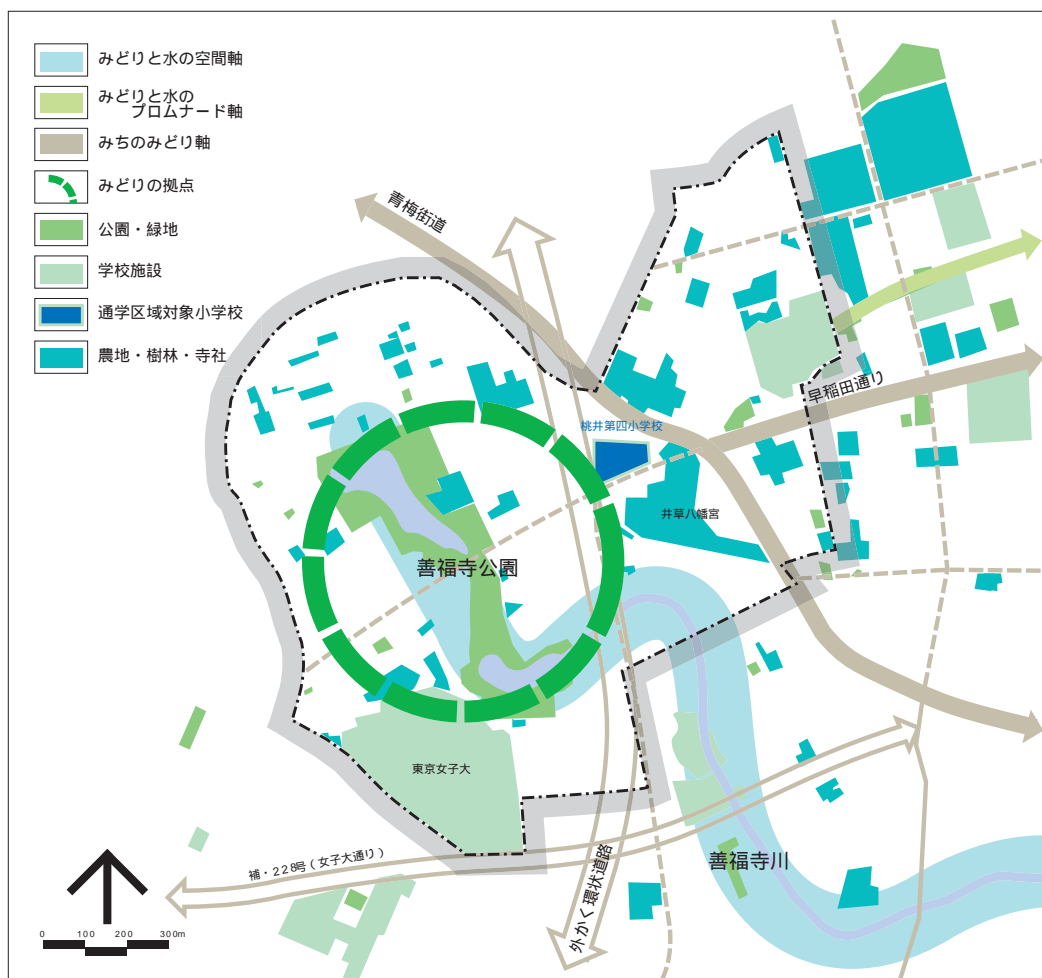 みどりと水の空間軸
みどりと水の
プロムナード軸
みちのみどり軸
みどりの拠点
公園・緑地
学校施設
通学区域対象小学校
農地・樹林・寺社
青梅街道
早稲田通り
桃井第四小学校
井草八幡宮
善福寺公園
東京女子大
善福寺川
補・228号(女子大通り)
外かく環状道路
0 100 200 300m